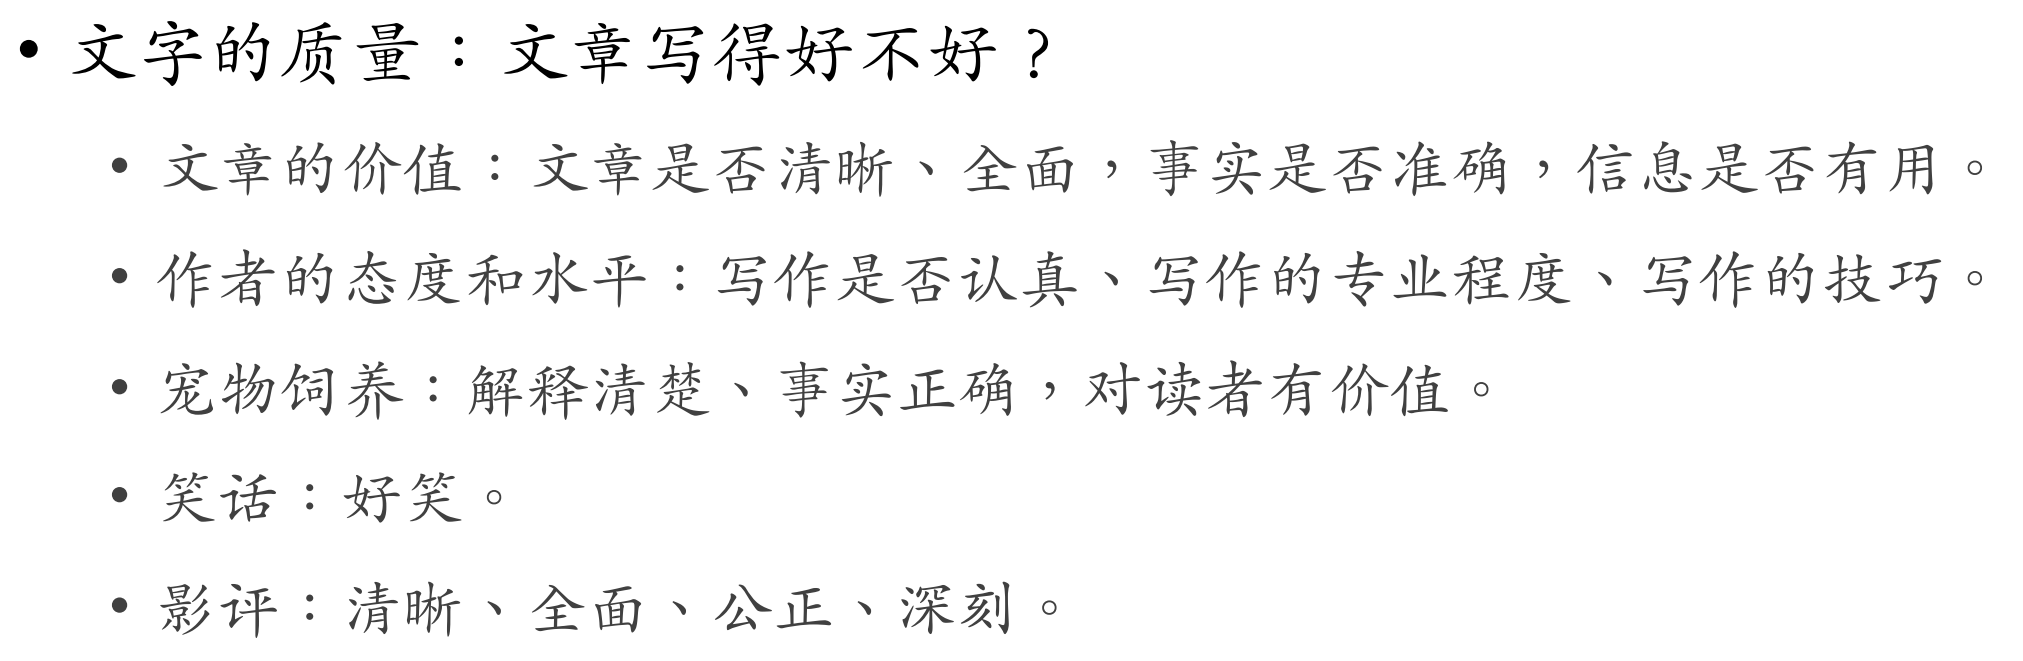 • 文字的质量：文章写得好不好？
• 文章的价值：文章是否清晰、全面，事实是否准确，信息是否有用。
• 作者的态度和水平：写作是否认真、写作的专业程度、写作的技巧。
• 宠物饲养：解释清楚、事实正确，对读者有价值。
• 笑话：好笑。
• 影评：清晰、全面、公正、深刻。